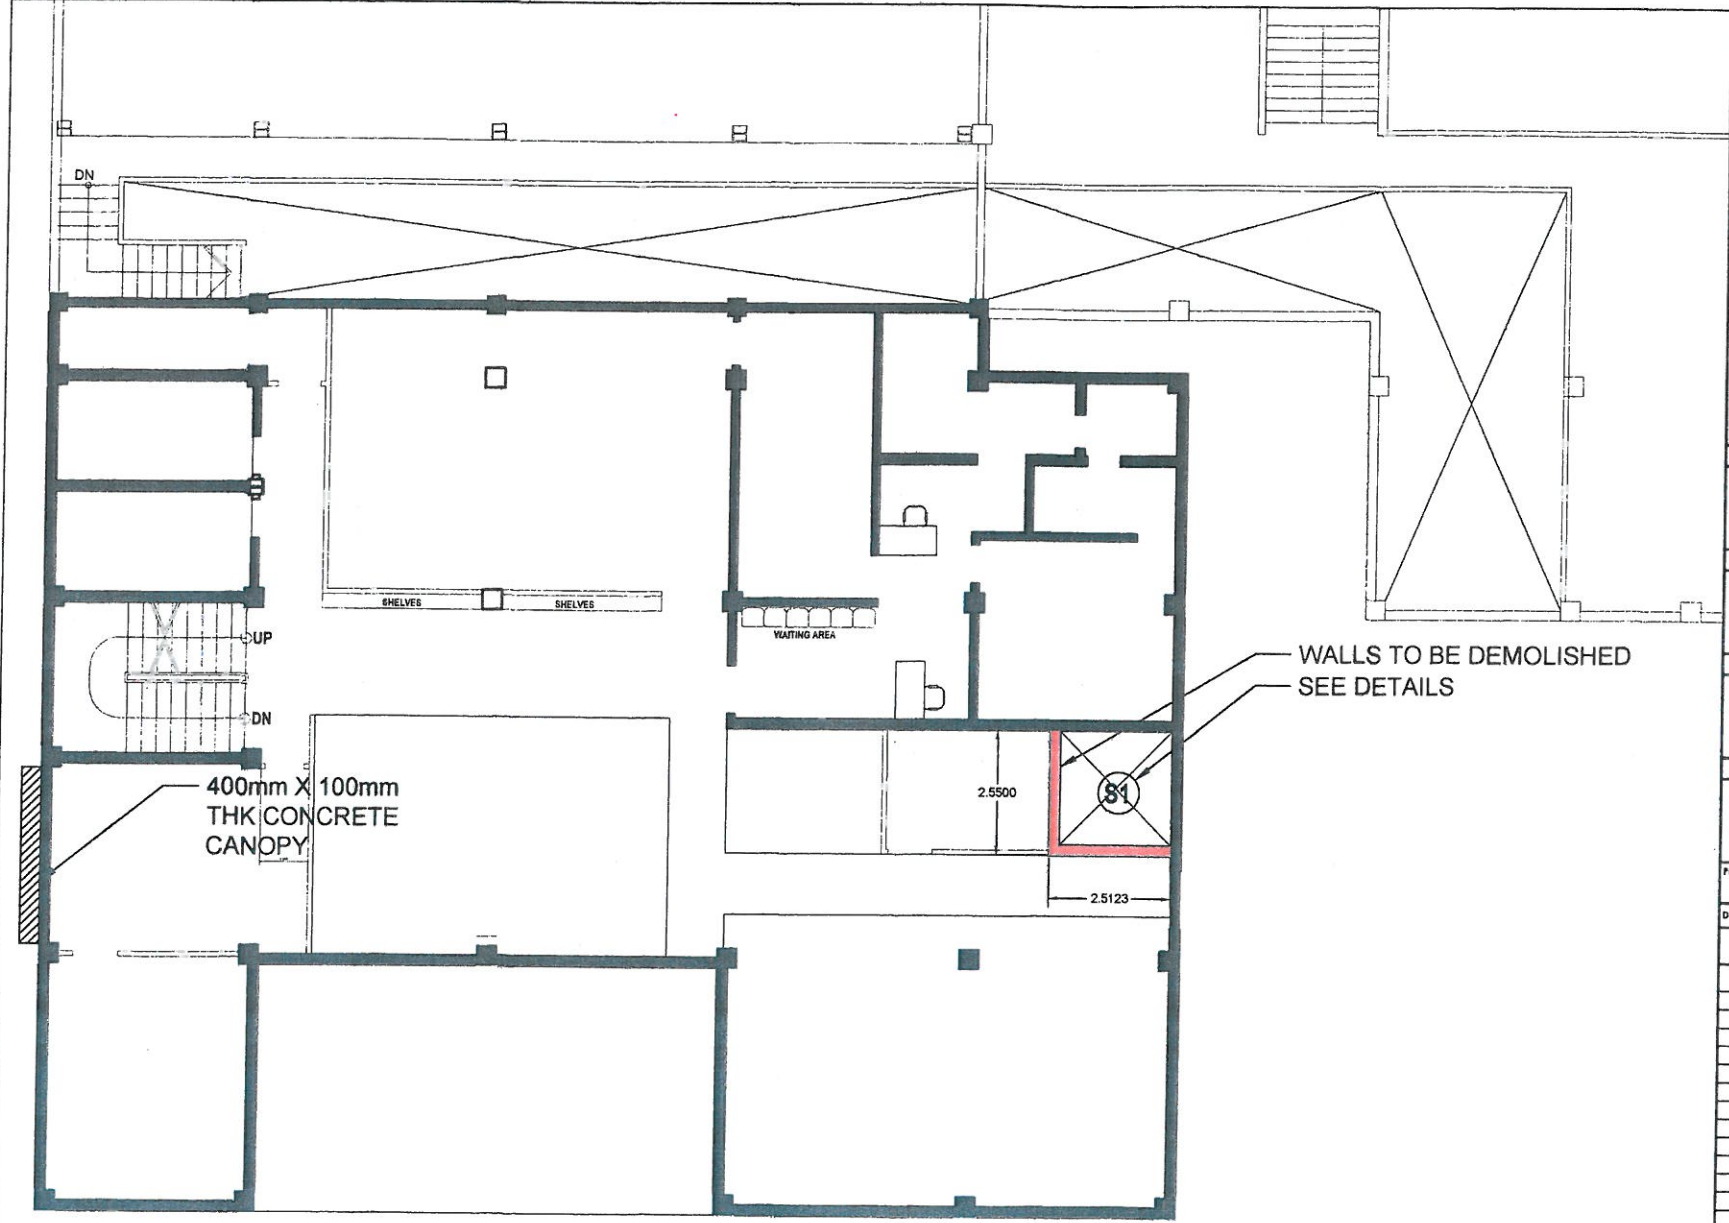 DN
SHELVES
SHELVES
UP
WAITING AREA
WALLS TO BE DEMOLISHED
SEE DETAILS
DN
400mm X 100mm
THK CONCRETE
CANOPY
2.5500
S1
2.5123